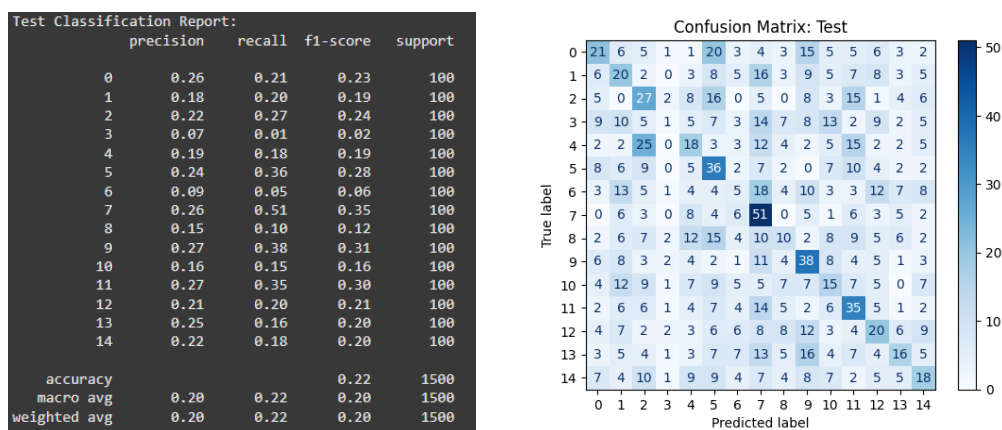 Test Classification Report:
precision recall f1-score support
0 0.26 0.21 0.23 100
1 0.18 0.20 0.19 100
2 0.22 0.27 0.24 100
3 0.07 0.01 0.02 100
4 0.19 0.18 0.19 100
5 0.24 0.36 0.28 100
6 0.09 0.05 0.06 100
7 0.26 0.51 0.35 100
8 0.15 0.10 0.12 100
9 0.27 0.38 0.31 100
10 0.16 0.15 0.16 100
11 0.27 0.35 0.30 100
12 0.21 0.20 0.21 100
13 0.25 0.16 0.20 100
14 0.22 0.18 0.20 100
accuracy 0.22 1500
macro avg 0.20 0.22 0.20 1500
weighted avg 0.20 0.22 0.20 1500
Confusion Matrix: Test
True label
0 21 6 5 1 1 20 3 4 3 15 5 5 6 3 2
1 6 20 2 0 3 8 5 16 3 9 5 7 8 3 5
2 5 0 27 2 8 16 0 5 0 8 3 15 1 4 6
3 9 10 5 1 5 7 3 14 7 8 13 2 9 2 5
4 2 2 25 0 18 3 3 12 4 2 5 15 2 2 5
5 8 6 9 0 5 36 2 7 2 0 7 10 4 2 2
6 3 13 5 1 4 4 5 18 4 10 3 3 12 7 8
7 0 6 3 0 8 4 6 51 0 5 1 6 3 5 2
8 2 6 7 2 12 15 4 10 10 2 8 9 5 6 2
9 6 8 3 2 4 2 1 11 4 38 8 4 5 1 3
10 4 12 9 1 7 9 5 5 7 7 15 7 5 0 7
11 2 6 6 1 4 7 4 14 5 2 6 35 5 1 2
12 4 7 2 2 3 6 6 8 8 12 3 4 20 6 9
13 3 5 4 1 3 7 7 13 5 16 4 7 4 16 5
14 7 4 10 1 9 9 4 7 4 8 7 2 5 5 18
0 1 2 3 4 5 6 7 8 9 10 11 12 13 14
Predicted label
50
40
30
20
10
0